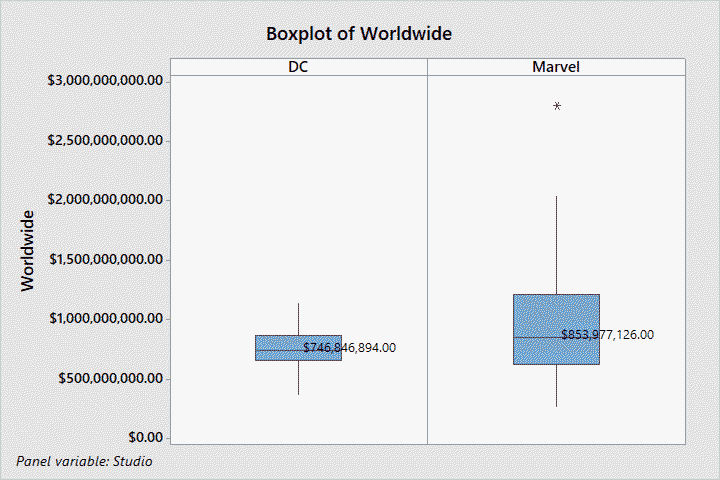 Boxplot of Worldwide
DC
Marvel
$3,000,000,000.00
$2,500,000,000.00
$2,000,000,000.00
$1,500,000,000.00
$1,000,000,000.00
$500,000,000.00
$0.00
Worldwide
$746,846,894.00
$853,977,126.00
Panel variable: Studio